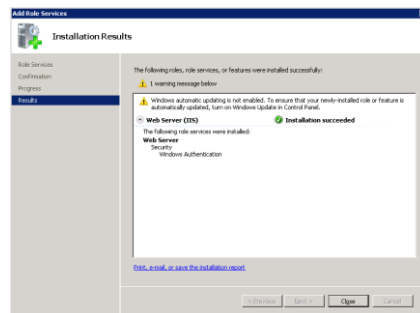 Add Role Services
Installation Results
Role Services
Confirmation
Progress
Results
The following roles, role services, or features were installed successfully:
1 warning message below
Windows automatic updating is not enabled. To ensure that your newly-installed role or feature is
automatically updated, turn on Windows Update in Control Panel.
Web Server (IIS)
Installation succeeded
The following role services were installed:
Web Server
Security
Windows Authentication
Print, e-mail, or save the installation report
< Previous
Next >
Close
Cancel